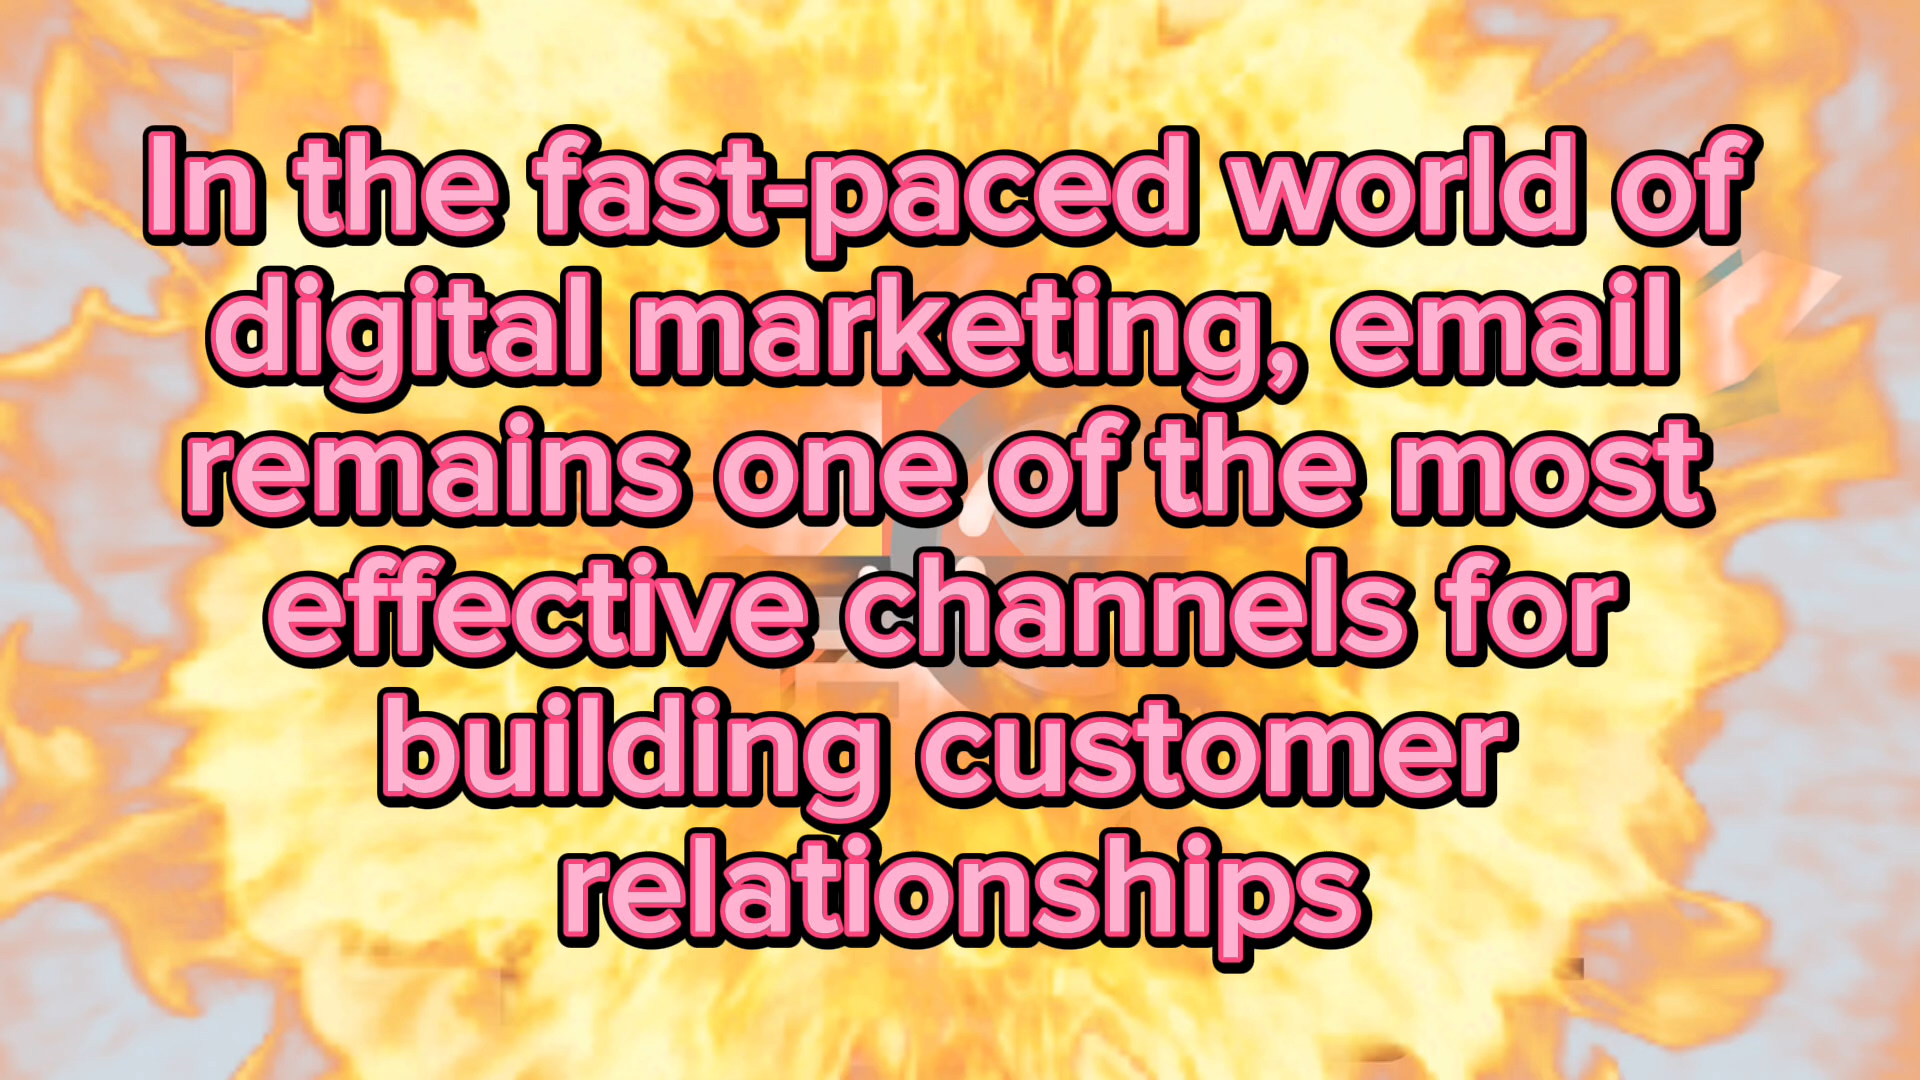 In the fast-paced world of
digital marketing, email
remains one of the most
effective channels for
building customer
relationships